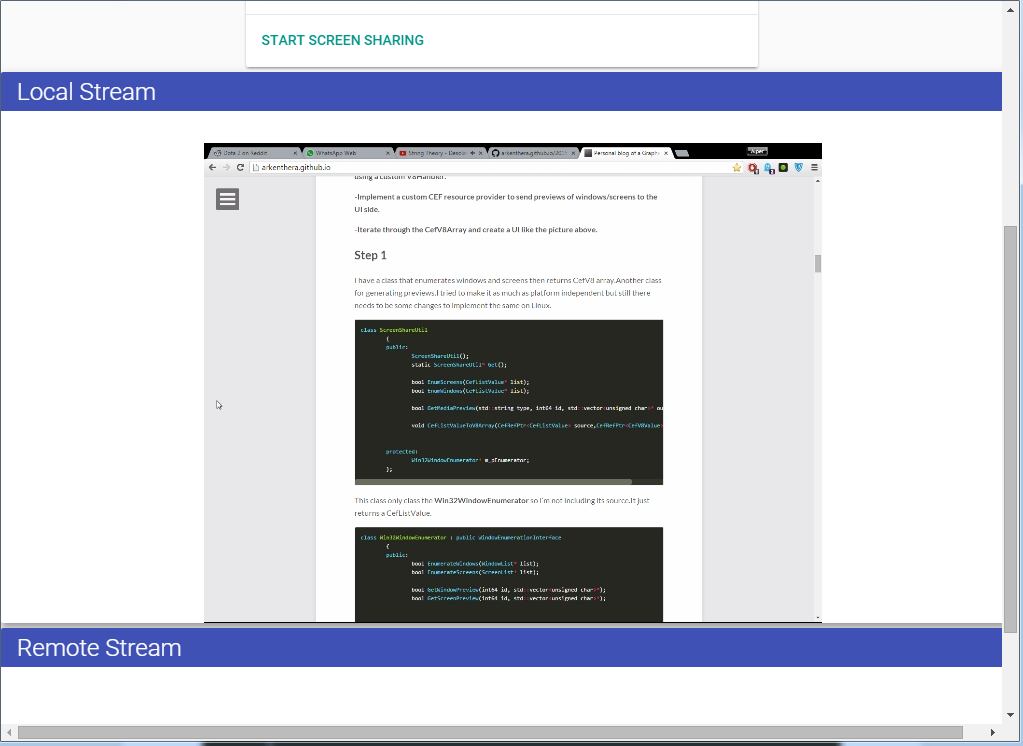 START SCREEN SHARING
Local Stream
Dota 2 on Reddit
WhatsApp Web
String Theory - Descri
arkenthera.github.io/2015
Personal blog of a Graph
Alper
arkenthera.github.io
using a custom V8Handler.
-Implement a custom CEF resource provider to send previews of windows/screens to the
UI side.
-Iterate through the CefV8Array and create a UI like the picture above.
Step 1
I have a class that enumerates windows and screens then returns CefV8 array.Another class
for generating previews.I tried to make it as much as platform independent but still there
needs to be some changes to implement the same on Linux.
class ScreenShareUtil
{
public:
ScreenShareUtil();
static ScreenShareUtil* Get();
bool EnumScreens(CefListValue* list);
bool EnumWindows(CefListValue* list);
bool GetMediaPreview(std::string type, int64 id, std::vector<unsigned char>* ou
void CefListValueToV8Array(CefRefPtr<CefListValue> source,CefRefPtr<CefV8Value>
protected:
Win32WindowEnumerator* m_pEnumerator;
};
This class only class the Win32WindowEnumerator so I'm not including its source.It just
returns a CefListValue.
class Win32WindowEnumerator : public WindowEnumerationInterface
{
public:
bool EnumerateWindows(WindowList* list);
bool EnumerateScreens(ScreenList* list);
bool GetWindowPreview(int64 id, std::vector<unsigned char>*);
bool GetScreenPreview(int64 id, std::vector<unsigned char>*);
Remote Stream